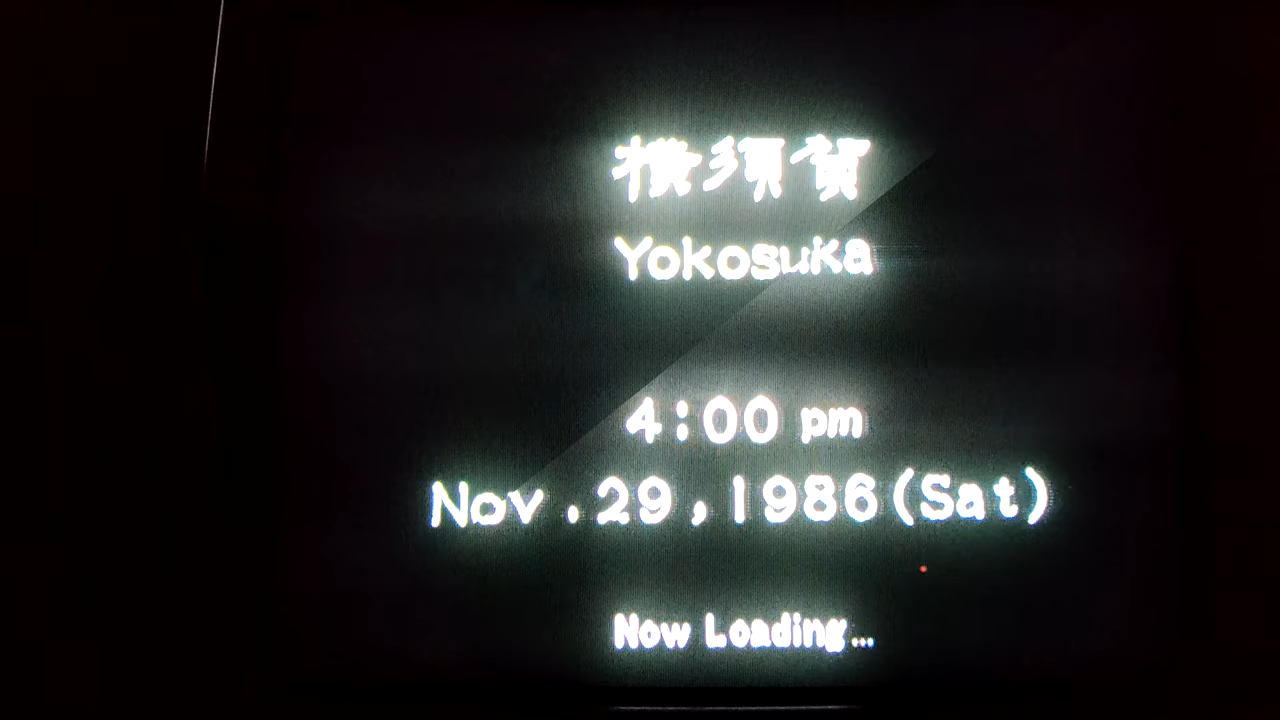 横須賀
Yokosuka
4:00 pm
Nov.29,1986(Sat)
Now Loading...